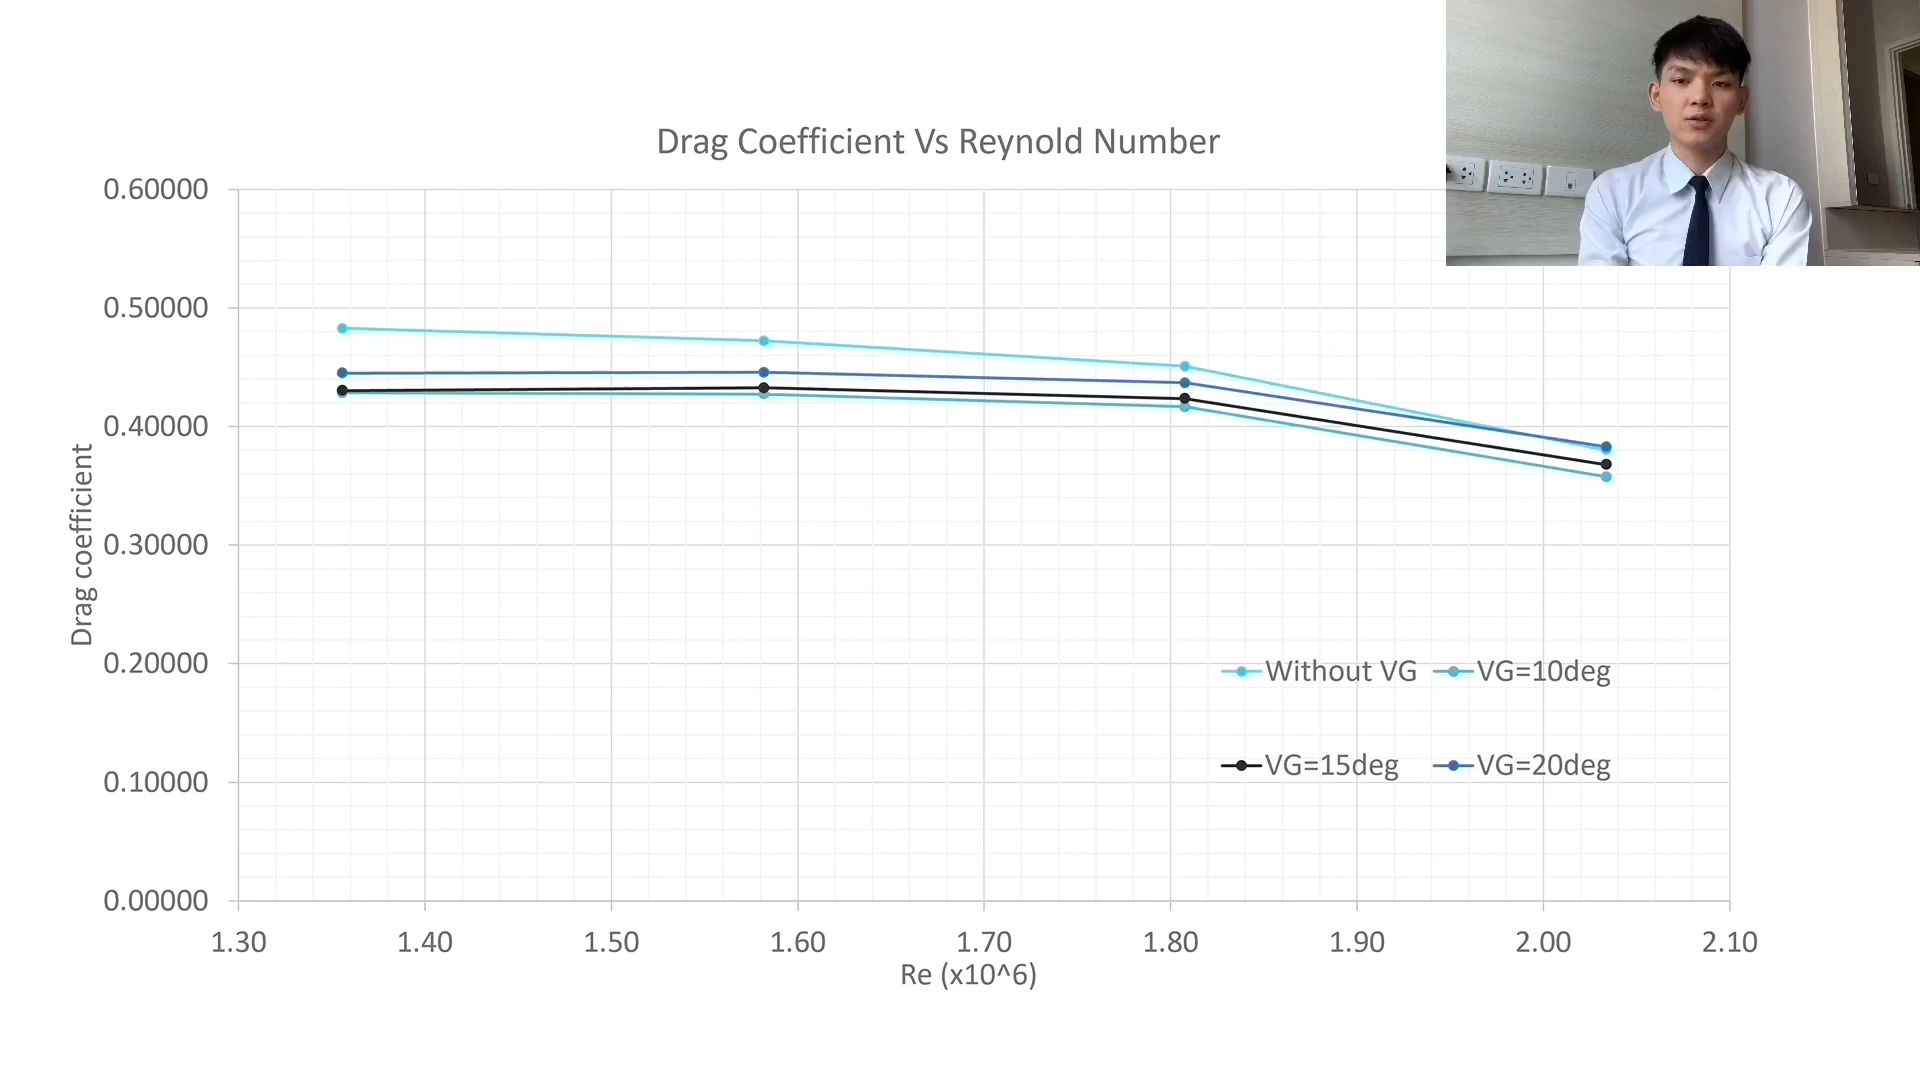 Drag Coefficient Vs Reynold Number
0.60000
0.50000
0.40000
0.30000
0.20000
0.10000
0.00000
Drag coefficient
Without VG
VG=10deg
VG=15deg
VG=20deg
1.30 1.40 1.50 1.60 1.70 1.80 1.90 2.00 2.10
Re (x10^6)